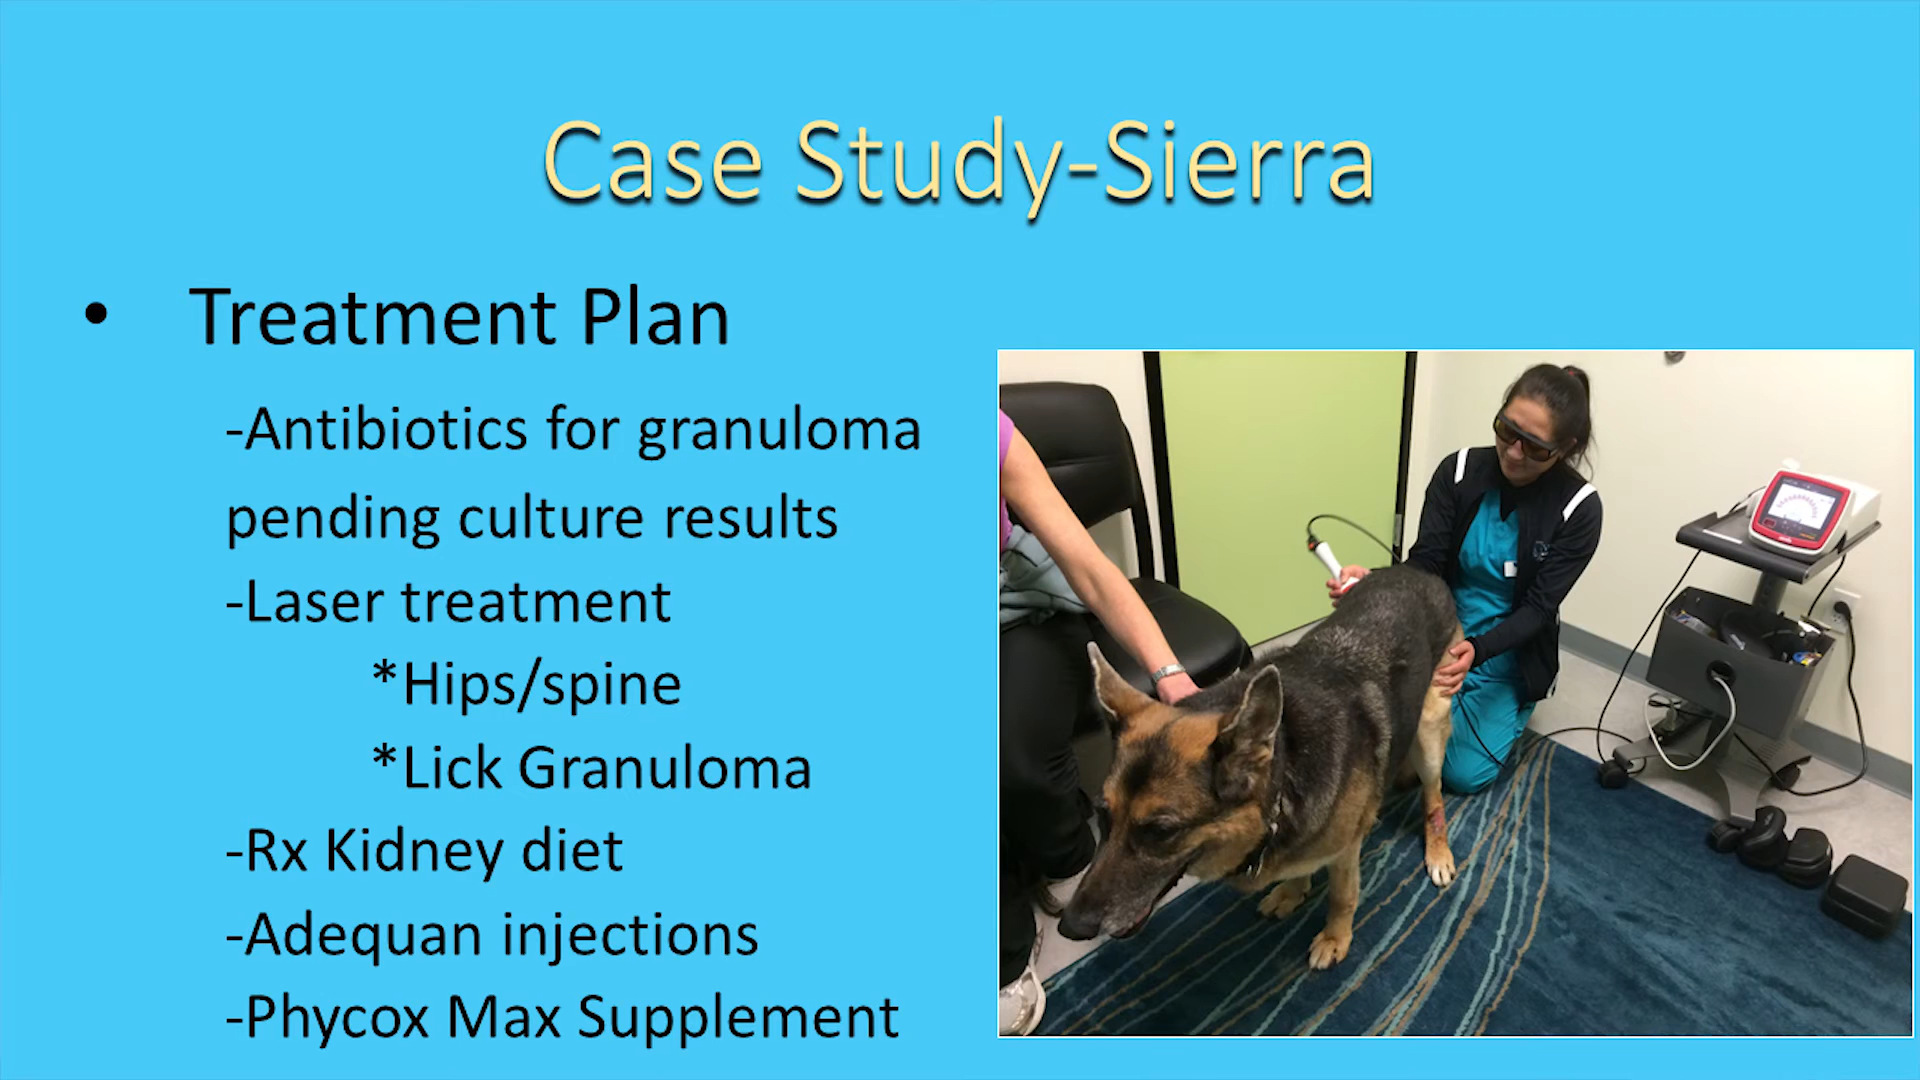 Case Study-Sierra
• Treatment Plan
-Antibiotics for granuloma
pending culture results
-Laser treatment
*Hips/spine
*Lick Granuloma
-Rx Kidney diet
-Adequan injections
-Phycox Max Supplement